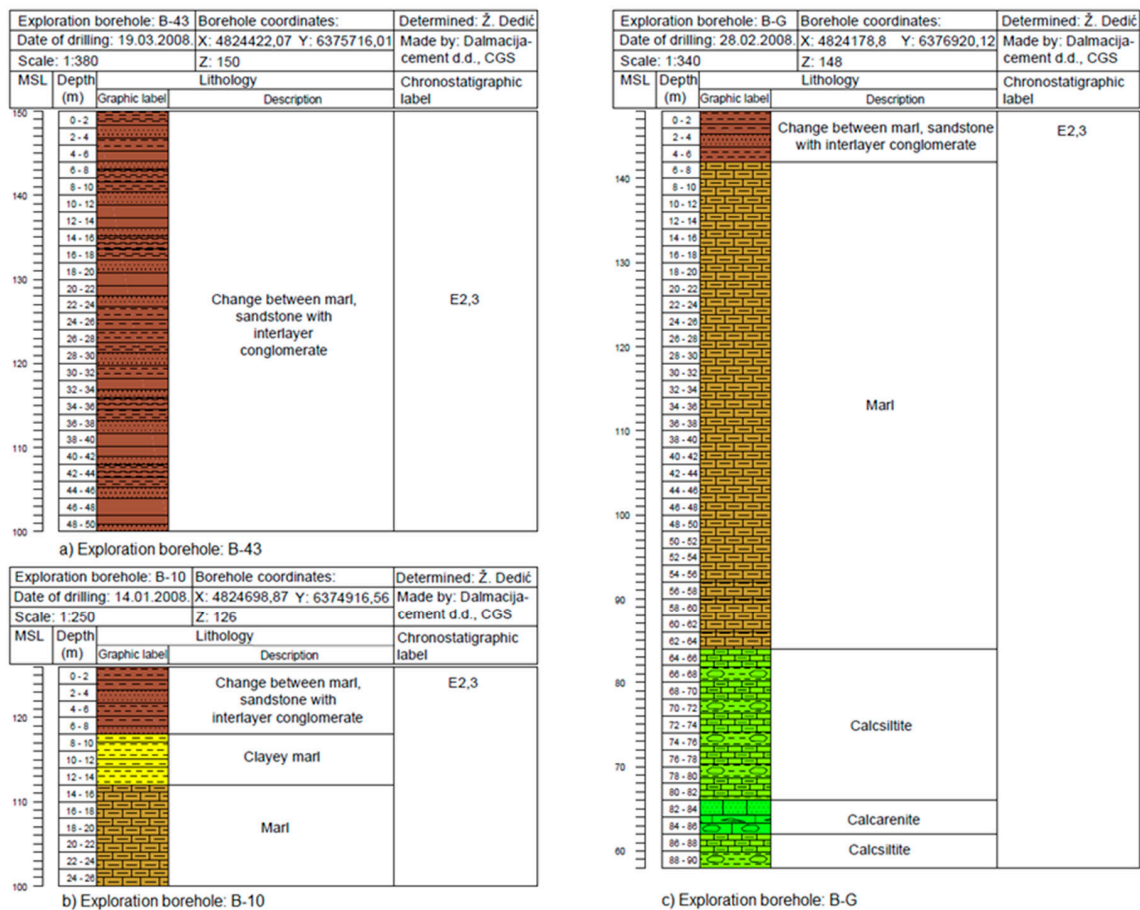 Exploration borehole: B-43
Borehole coordinates:
Determined: Ž. Dedić
Date of drilling: 19.03.2008.
X: 4824422,07 Y: 6375716,01
Made by: Dalmacija-
cement d.d., CGS
Scale: 1:380
Z: 150
MSL
Depth
(m)
Lithology
Graphic label
Description
Chronostatigraphic
label
150
140
130
120
110
100
0 - 2
2 - 4
4 - 6
6 - 8
8 - 10
10 - 12
12 - 14
14 - 16
16 - 18
18 - 20
20 - 22
22 - 24
24 - 26
26 - 28
28 - 30
30 - 32
32 - 34
34 - 36
36 - 38
38 - 40
40 - 42
42 - 44
44 - 46
46 - 48
48 - 50
Change between marl,
sandstone with
interlayer
conglomerate
E2,3
a) Exploration borehole: B-43
Exploration borehole: B-10
Borehole coordinates:
Determined: Ž. Dedić
Date of drilling: 14.01.2008.
X: 4824698,87 Y: 6374916,56
Made by: Dalmacija-
cement d.d., CGS
Scale: 1:250
Z: 126
MSL
Depth
(m)
Lithology
Graphic label
Description
Chronostatigraphic
label
120
110
100
0 - 2
2 - 4
4 - 6
6 - 8
8 - 10
10 - 12
12 - 14
14 - 16
16 - 18
18 - 20
20 - 22
22 - 24
24 - 26
Change between marl,
sandstone with
interlayer conglomerate
Clayey marl
Marl
E2,3
b) Exploration borehole: B-10
Exploration borehole: B-G
Borehole coordinates:
Determined: Ž. Dedić
Date of drilling: 28.02.2008.
X: 4824178,8 Y: 6376920,12
Made by: Dalmacija-
cement d.d., CGS
Scale: 1:340
Z: 148
MSL
Depth
(m)
Lithology
Graphic label
Description
Chronostatigraphic
label
140
130
120
100
90
80
70
60
0 - 2
2 - 4
4 - 6
6 - 8
8 - 10
10 - 12
12 - 14
14 - 16
16 - 18
18 - 20
20 - 22
22 - 24
24 - 26
26 - 28
28 - 30
30 - 32
32 - 34
34 - 36
36 - 38
38 - 40
40 - 42
42 - 44
44 - 46
46 - 48
48 - 50
50 - 52
52 - 54
54 - 56
56 - 58
58 - 60
60 - 62
62 - 64
64 - 66
66 - 68
68 - 70
70 - 72
72 - 74
74 - 76
76 - 78
78 - 80
80 - 82
82 - 84
84 - 86
86 - 88
88 - 90
Change between marl, sandstone
with interlayer conglomerate
Marl
Calcsiltite
Calcarenite
Calcsiltite
E2,3
c) Exploration borehole: B-G